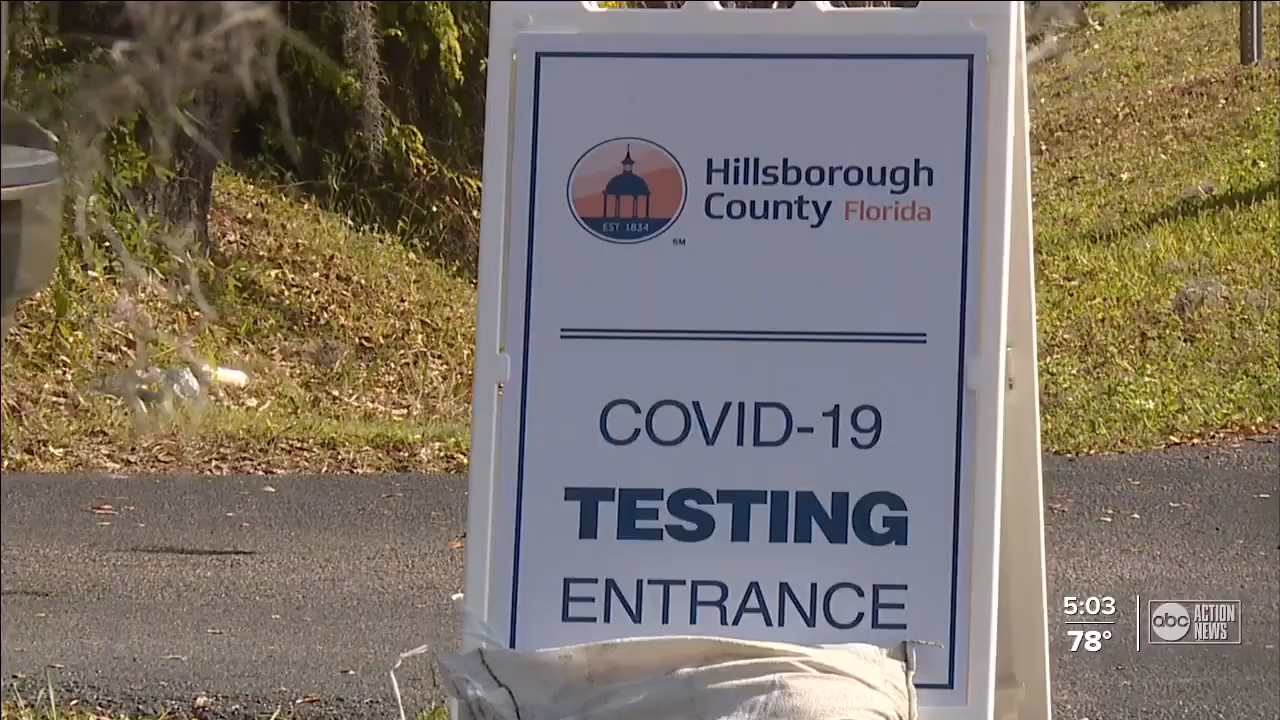 Hillsborough
County Florida
EST 1834
SM
COVID-19
TESTING
ENTRANCE
5:03
78°
abc ACTION
NEWS